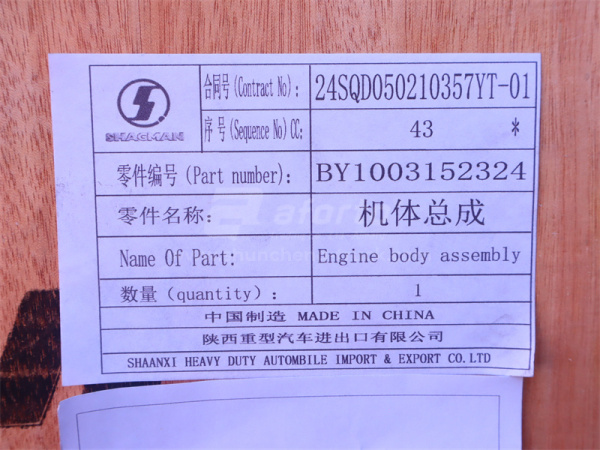 SHACMAN
合同号(Contract No): 24SQD050210357YT-01
序号(Sequence No)CC: 43 *
零件编号(Part number): BY1003152324
零件名称: 机体总成
Name Of Part: Engine body assembly
数量(quantity): 1
中国制造 MADE IN CHINA
陕西重型汽车进出口有限公司
SHAANXI HEAVY DUTY AUTOMBILE IMPORT & EXPORT CO.LTD